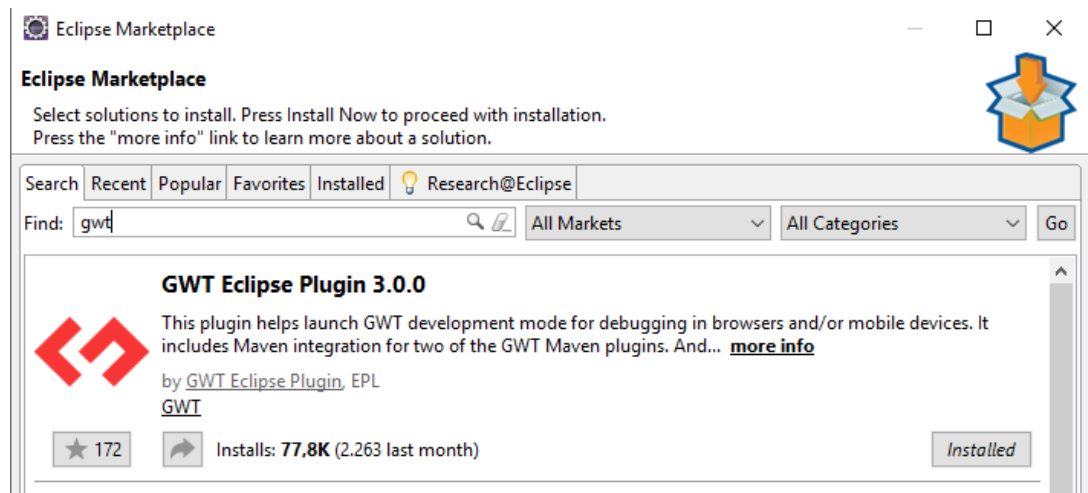 Eclipse Marketplace
Eclipse Marketplace
Select solutions to install. Press Install Now to proceed with installation.
Press the "more info" link to learn more about a solution.
Search Recent Popular Favorites Installed Research@Eclipse
Find: gwt All Markets All Categories Go
GWT Eclipse Plugin 3.0.0
This plugin helps launch GWT development mode for debugging in browsers and/or mobile devices. It
includes Maven integration for two of the GWT Maven plugins. And... more info
by GWT Eclipse Plugin, EPL
GWT
172 Installs: 77,8K (2.263 last month) Installed